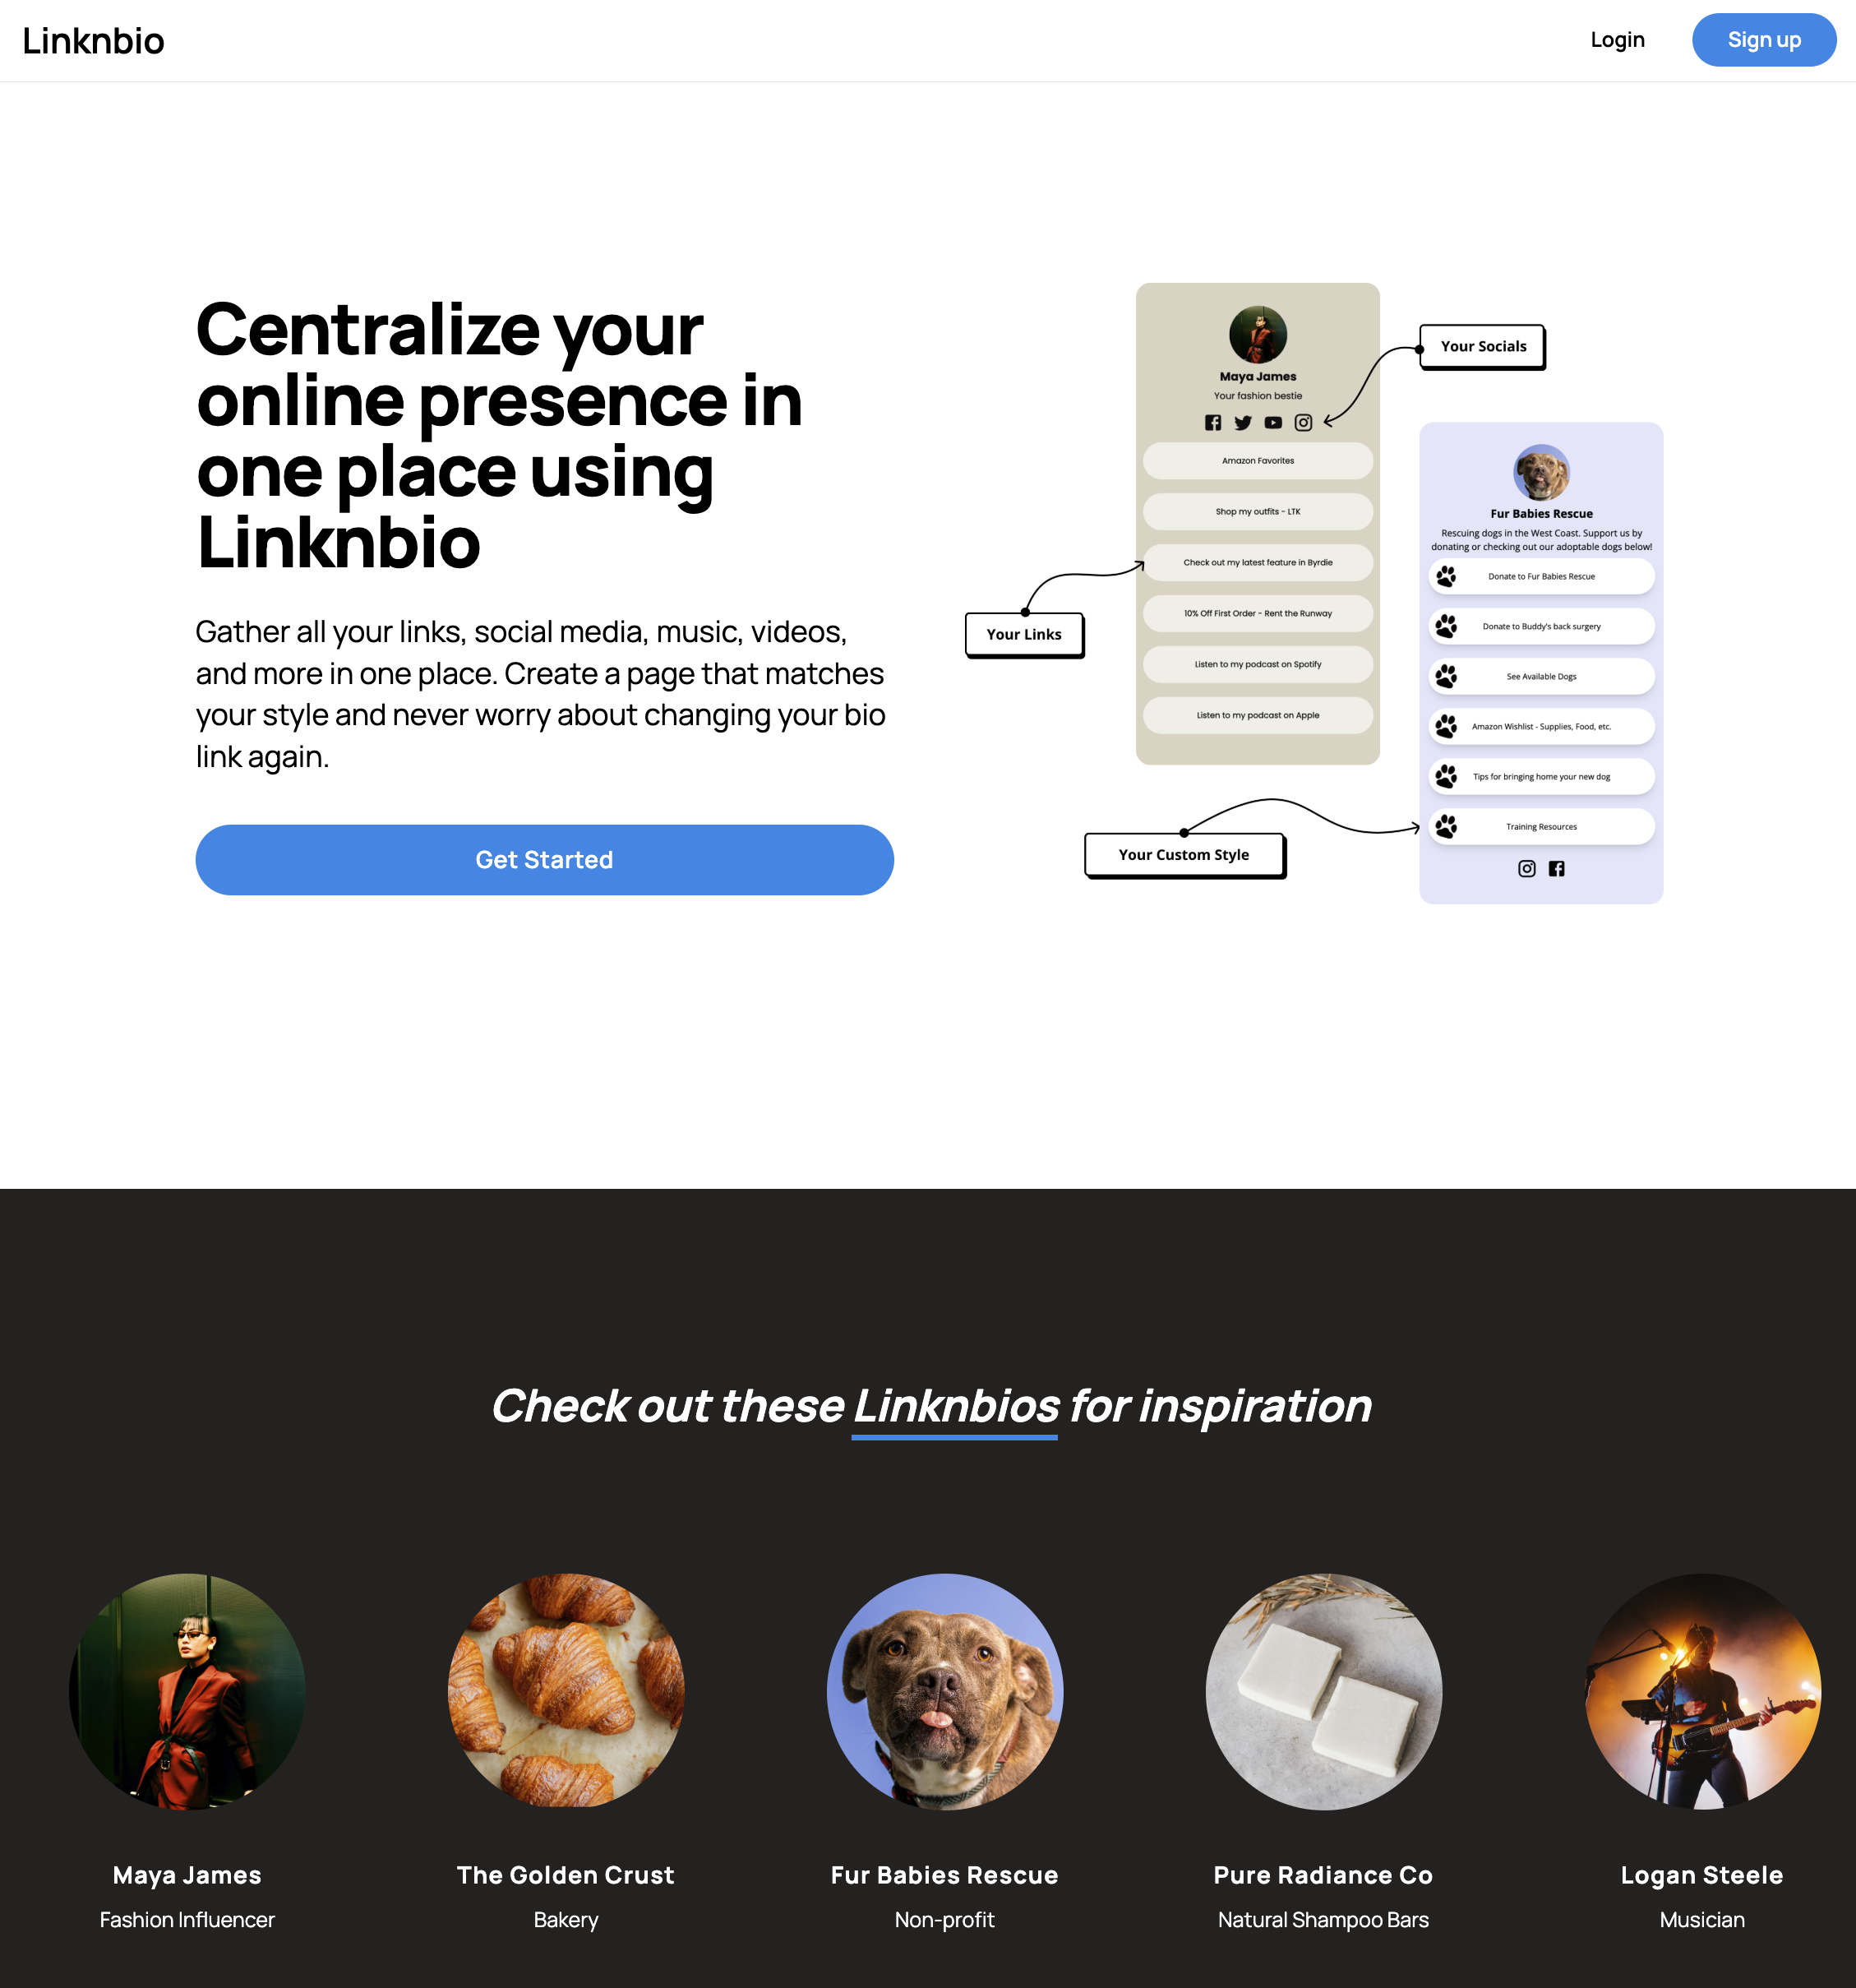 Linknbio
Login
Sign up
Centralize your
online presence in
one place using
Linknbio
Gather all your links, social media, music, videos,
and more in one place. Create a page that matches
your style and never worry about changing your bio
link again.
Get Started
Maya James
Your fashion bestie
Amazon Favorites
Shop my outfits - LTK
Check out my latest feature in Byrdie
10% Off First Order - Rent the Runway
Listen to my podcast on Spotify
Listen to my podcast on Apple
Your Socials
Your Links
Your Custom Style
Fur Babies Rescue
Rescuing dogs in the West Coast. Support us by
donating or checking out our adoptable dogs below!
Donate to Fur Babies Rescue
Donate to Buddy's back surgery
See Available Dogs
Amazon Wishlist - Supplies, Food, etc.
Tips for bringing home your new dog
Training Resources
Check out these Linknbios for inspiration
Maya James
Fashion Influencer
The Golden Crust
Bakery
Fur Babies Rescue
Non-profit
Pure Radiance Co
Natural Shampoo Bars
Logan Steele
Musician